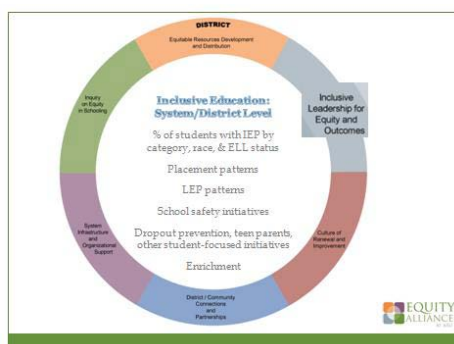 DISTRICT
Equitable Resources Development
and Distribution
Inquiry
on Equity
in Schooling
Inclusive
Leadership for
Equity and
Outcomes
Inclusive Education:
System/District Level
% of students with IEP by
category, race, & ELL status
Placement patterns
LEP patterns
School safety initiatives
Dropout prevention, teen parents,
other student-focused initiatives
Enrichment
System
Infrastructure
and
Organizational
Support
Culture of
Renewal and
Improvement
District / Community
Connections
and
Partnerships
EQUITY
ALLIANCE